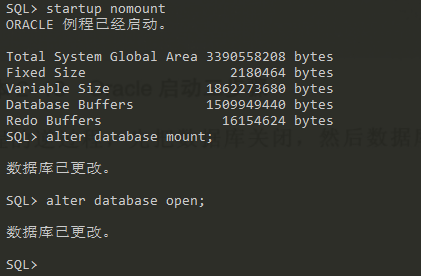 SQL> startup nomount
ORACLE 例程已经启动。
Total System Global Area 3390558208 bytes
Fixed Size 2180464 bytes
Variable Size 1862273680 bytes
Database Buffers 1509949440 bytes
Redo Buffers 16154624 bytes
SQL> alter database mount;
数据库已更改。
SQL> alter database open;
数据库已更改。
SQL>